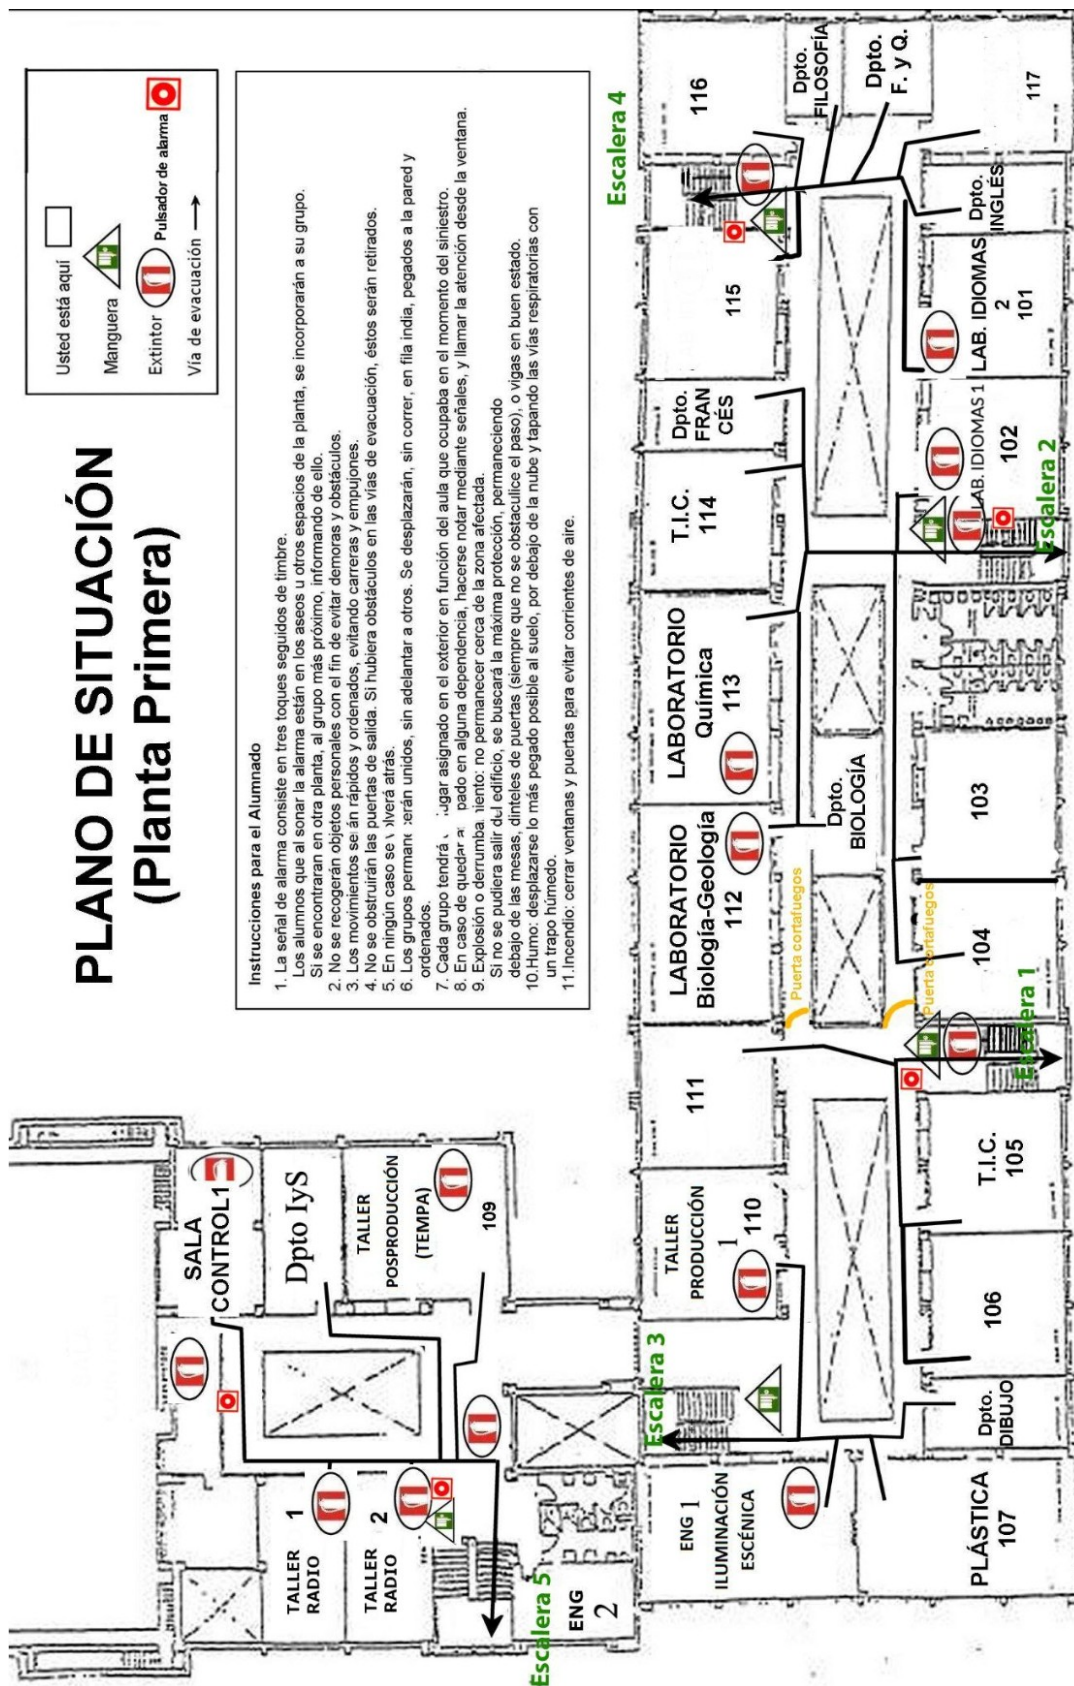 PLANO DE SITUACIÓN
(Planta Primera)
Usted está aquí
Manguera
Extintor
Pulsador de alarma
Vía de evacuación
Instrucciones para el Alumnado
1. La señal de alarma consiste en tres toques seguidos de timbre.
Los alumnos que al sonar la alarma están en los aseos u otros espacios de la planta, se incorporarán a su grupo.
Si se encontraran en otra planta, al grupo más próximo, informando de ello.
2. No se recogerán objetos personales con el fin de evitar demoras y obstáculos.
3. Los movimientos serán rápidos y ordenados, evitando carreras y empujones.
4. No se obstruirán las puertas de salida. Si hubiera obstáculos en las vías de evacuación, éstos serán retirados.
5. En ningún caso se volverá atrás.
6. Los grupos permanecerán unidos, sin adelantar a otros. Se desplazarán, sin correr, en fila india, pegados a la pared y
ordenados.
7. Cada grupo tendrá lugar asignado en el exterior en función del aula que ocupaba en el momento del siniestro.
8. En caso de quedar pado en alguna dependencia, hacerse notar mediante señales, y llamar la atención desde la ventana.
9. Explosión o derrumbamiento: no permanecer cerca de la zona afectada.
Si no se pudiera salir del edificio, se buscará la máxima protección, permaneciendo
debajo de las mesas, dinteles de puertas (siempre que no se obstaculice el paso), o vigas en buen estado.
10. Humo: desplazarse lo más pegado posible al suelo, por debajo de la nube y tapando las vías respiratorias con
un trapo húmedo.
11. Incendio: cerrar ventanas y puertas para evitar corrientes de aire.
SALA
CONTROL1
Dpto IyS
TALLER
POSPRODUCCIÓN
(TEMPA)
109
TALLER
RADIO
1
TALLER
RADIO
2
Escalera 5
ENG
2
Escalera 3
TALLER
PRODUCCIÓN
1
110
111
LABORATORIO
Biología-Geología
112
LABORATORIO
Química
113
T.I.C.
114
Dpto.
FRAN
CÉS
115
Escalera 4
116
Dpto.
FILOSOFÍA
Dpto.
F. y Q.
117
ENG 1
ILUMINACIÓN
ESCÉNICA
PLÁSTICA
107
Dpto.
DIBUJO
106
T.I.C.
105
Escalera 1
Puerta cortafuegos
Puerta cortafuegos
Dpto.
BIOLOGÍA
104
103
Escalera 2
LAB. IDIOMAS 1
102
LAB. IDIOMAS
2
101
Dpto.
INGLÉS